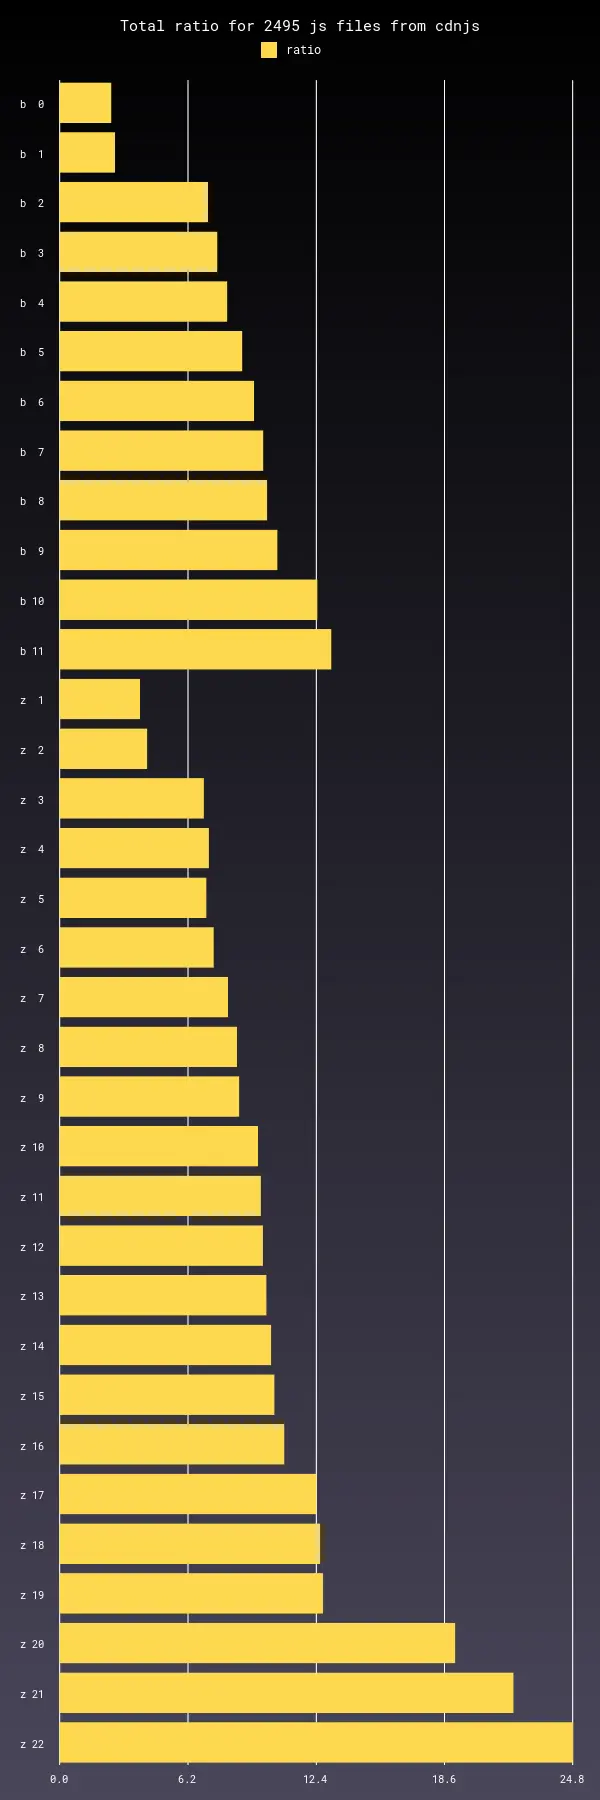 Total ratio for 2495 js files from cdnjs
ratio
b 0
b 1
b 2
b 3
b 4
b 5
b 6
b 7
b 8
b 9
b 10
b 11
z 1
z 2
z 3
z 4
z 5
z 6
z 7
z 8
z 9
z 10
z 11
z 12
z 13
z 14
z 15
z 16
z 17
z 18
z 19
z 20
z 21
z 22
0.0 6.2 12.4 18.6 24.8